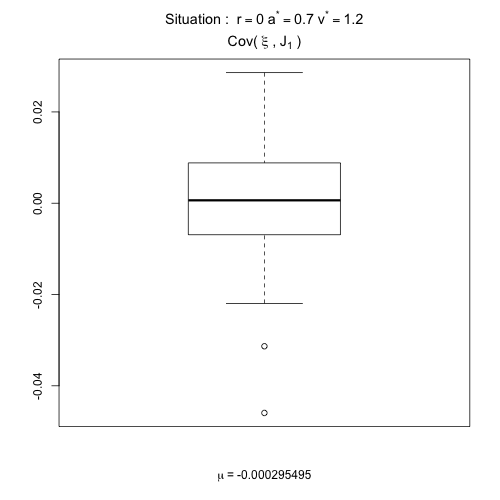 Situation : r = 0 a* = 0.7 v* = 1.2
Cov( ξ , J₁ )
0.02
0.00
-0.02
-0.04
μ = -0.000295495